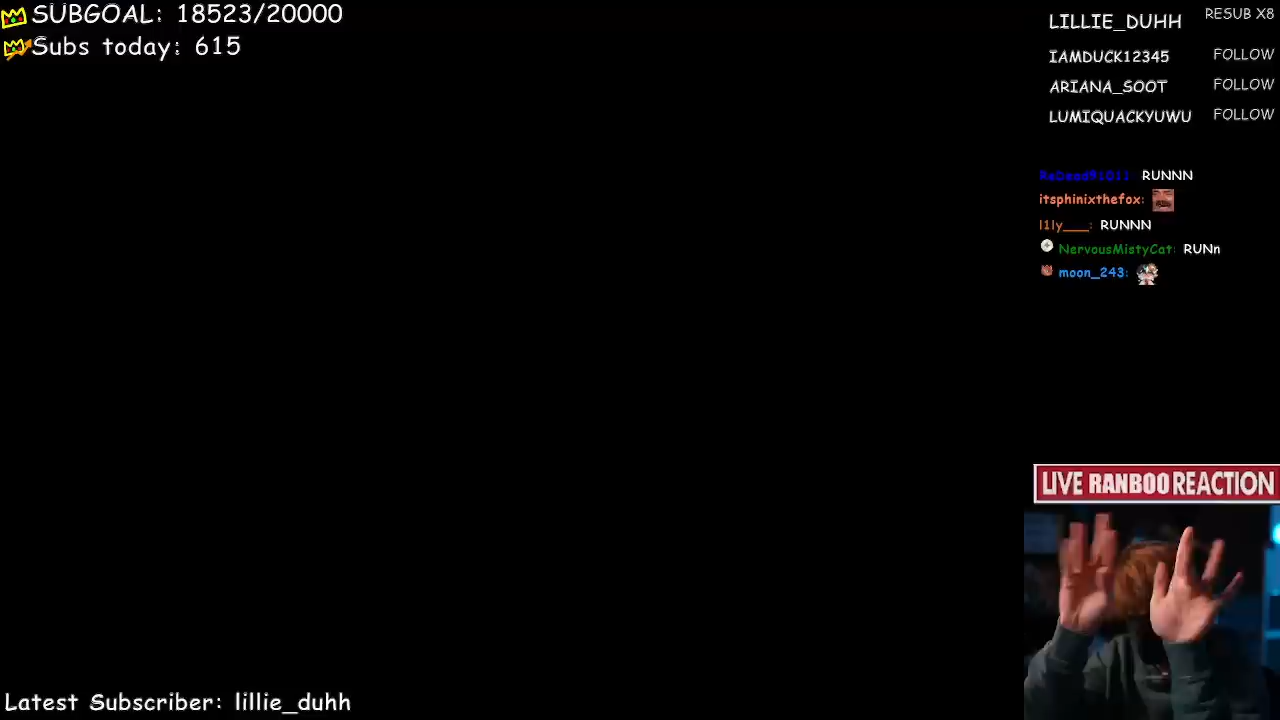 SUBGOAL: 18523/20000
Subs today: 615
LILLIE_DUHH RESUB X8
IAMDUCK12345 FOLLOW
ARIANA_SOOT FOLLOW
LUMIQUACKYUWU FOLLOW
RUNNN
itsphinixthefox:
l1ly___: RUNNN
NervousMistyCat: RUNn
moon_243:
LIVE RANBOO REACTION
Latest Subscriber: lillie_duhh